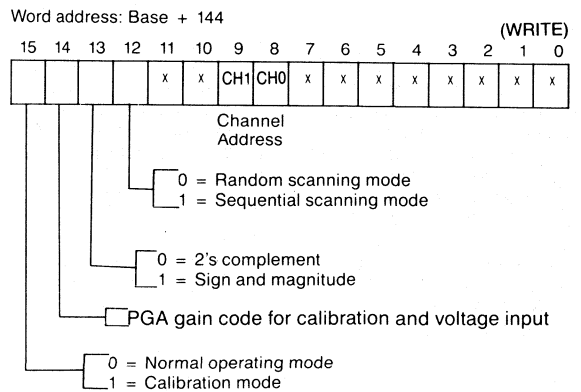 Word address: Base + 144
(WRITE)
15 14 13 12 11 10 9 8 7 6 5 4 3 2 1 0
x x CH1 CH0 x x x x x x x x
Channel
Address
0 = Random scanning mode
1 = Sequential scanning mode
0 = 2's complement
1 = Sign and magnitude
PGA gain code for calibration and voltage input
0 = Normal operating mode
1 = Calibration mode